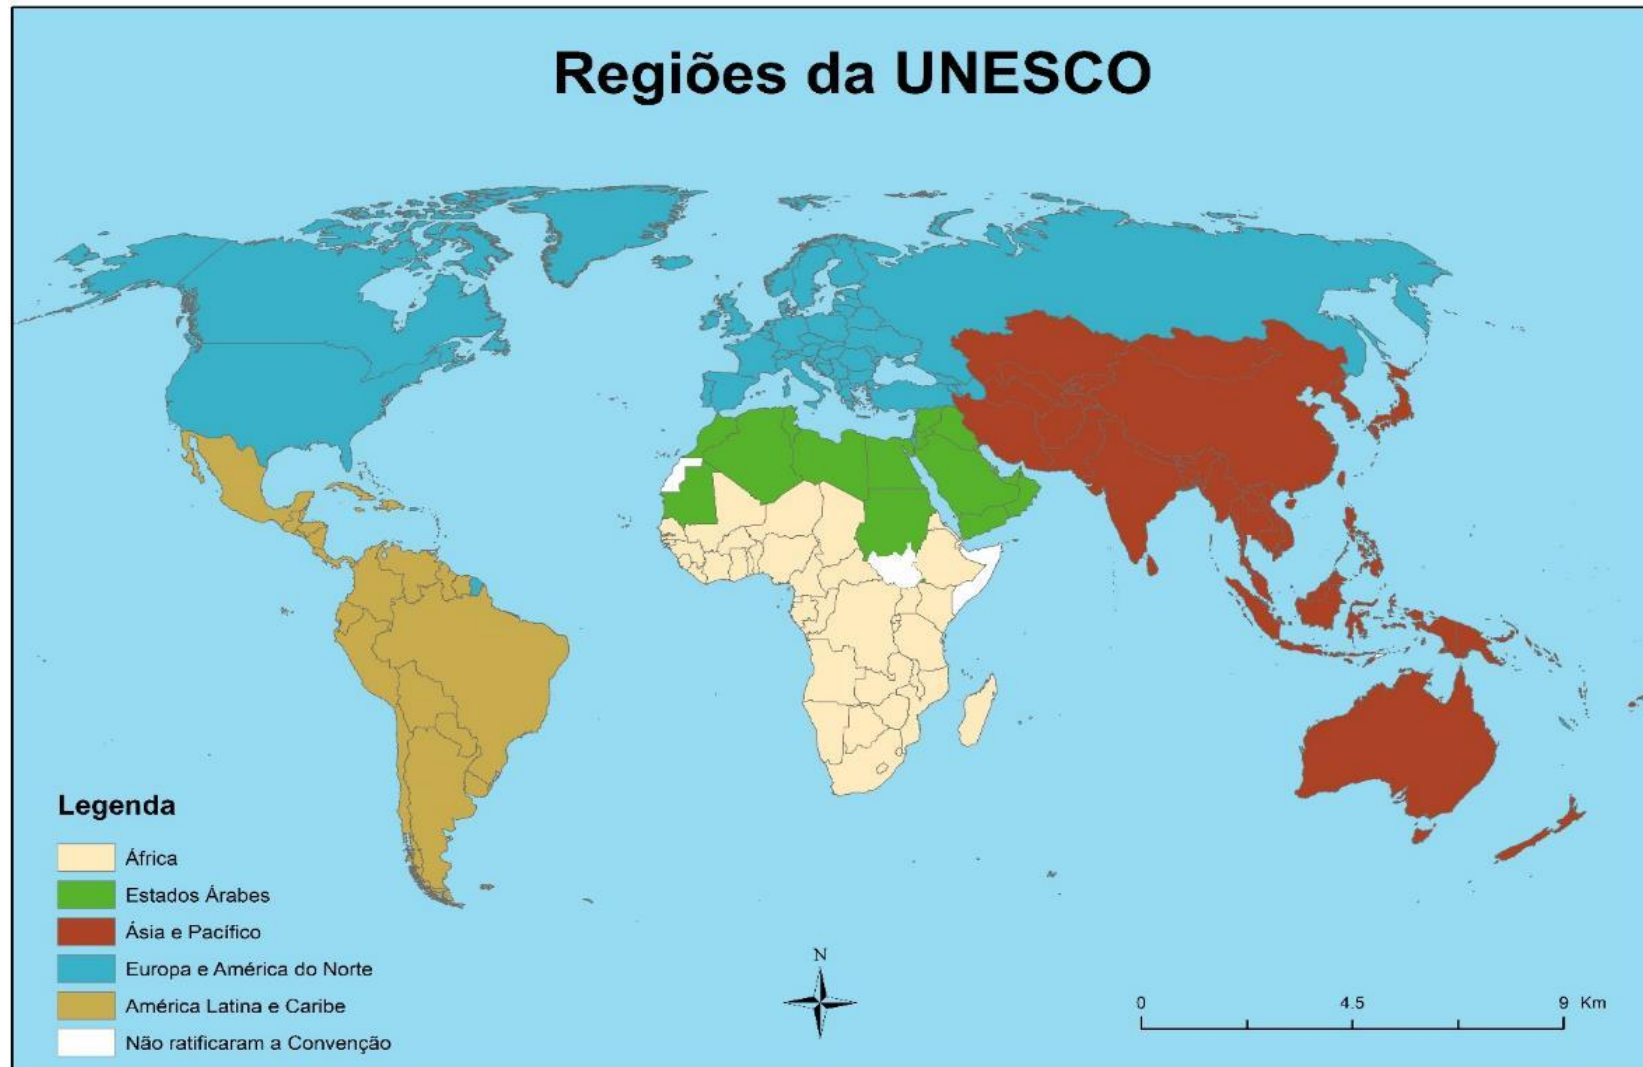 Regiões da UNESCO
Legenda
África
Estados Árabes
Ásia e Pacífico
Europa e América do Norte
América Latina e Caribe
Não ratificaram a Convenção
N
0 4.5 9 Km